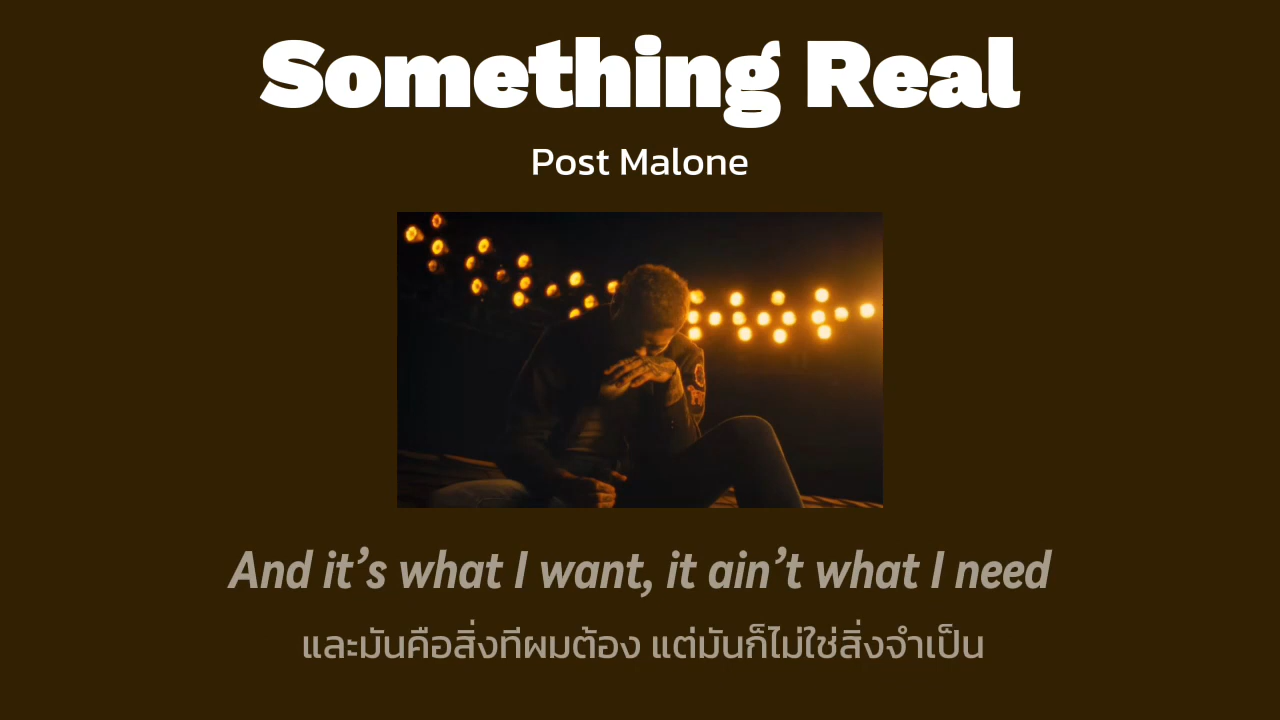 Something Real
Post Malone
And it’s what I want, it ain’t what I need
และมันคือสิ่งทีผมต้อง แต่มันก็ไม่ใช่สิ่งจำเป็น